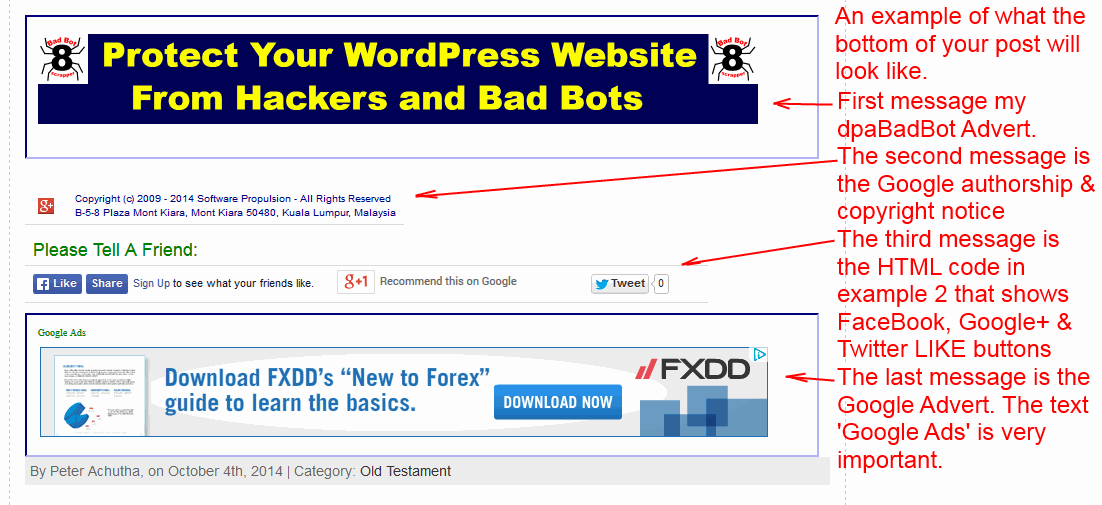 An example of what the
bottom of your post will
look like.
Bad Bot
8
Scrapper
Protect Your WordPress Website
From Hackers and Bad Bots
Bad Bot
8
Scrapper
First message my
dpaBadBot Advert.
The second message is
the Google authorship &
copyright notice
g+
Copyright (c) 2009 - 2014 Software Propulsion - All Rights Reserved
B-5-8 Plaza Mont Kiara, Mont Kiara 50480, Kuala Lumpur, Malaysia
Please Tell A Friend:
Like
Share
Sign Up to see what your friends like.
g+1
Recommend this on Google
Tweet
0
The third message is
the HTML code in
example 2 that shows
FaceBook, Google+ &
Twitter LIKE buttons
Google Ads
Download FXDD's “New to Forex”
guide to learn the basics.
DOWNLOAD NOW
FXDD
The last message is the
Google Advert. The text
'Google Ads' is very
important.
By Peter Achutha, on October 4th, 2014 | Category: Old Testament